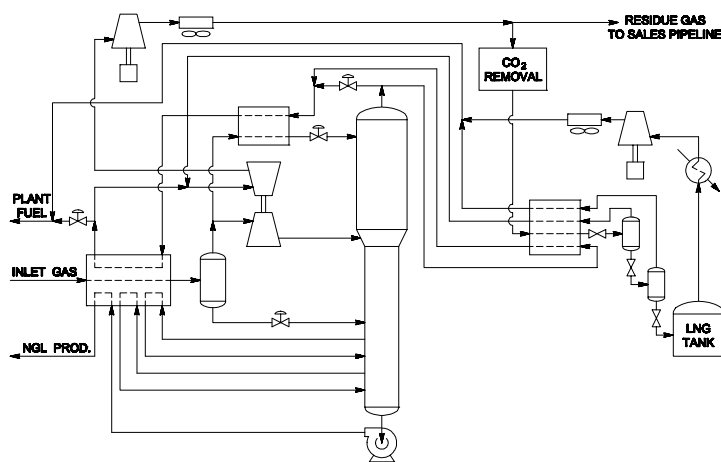 RESIDUE GAS
TO SALES PIPELINE
CO2
REMOVAL
PLANT
FUEL
INLET GAS
NGL PROD.
LNG
TANK